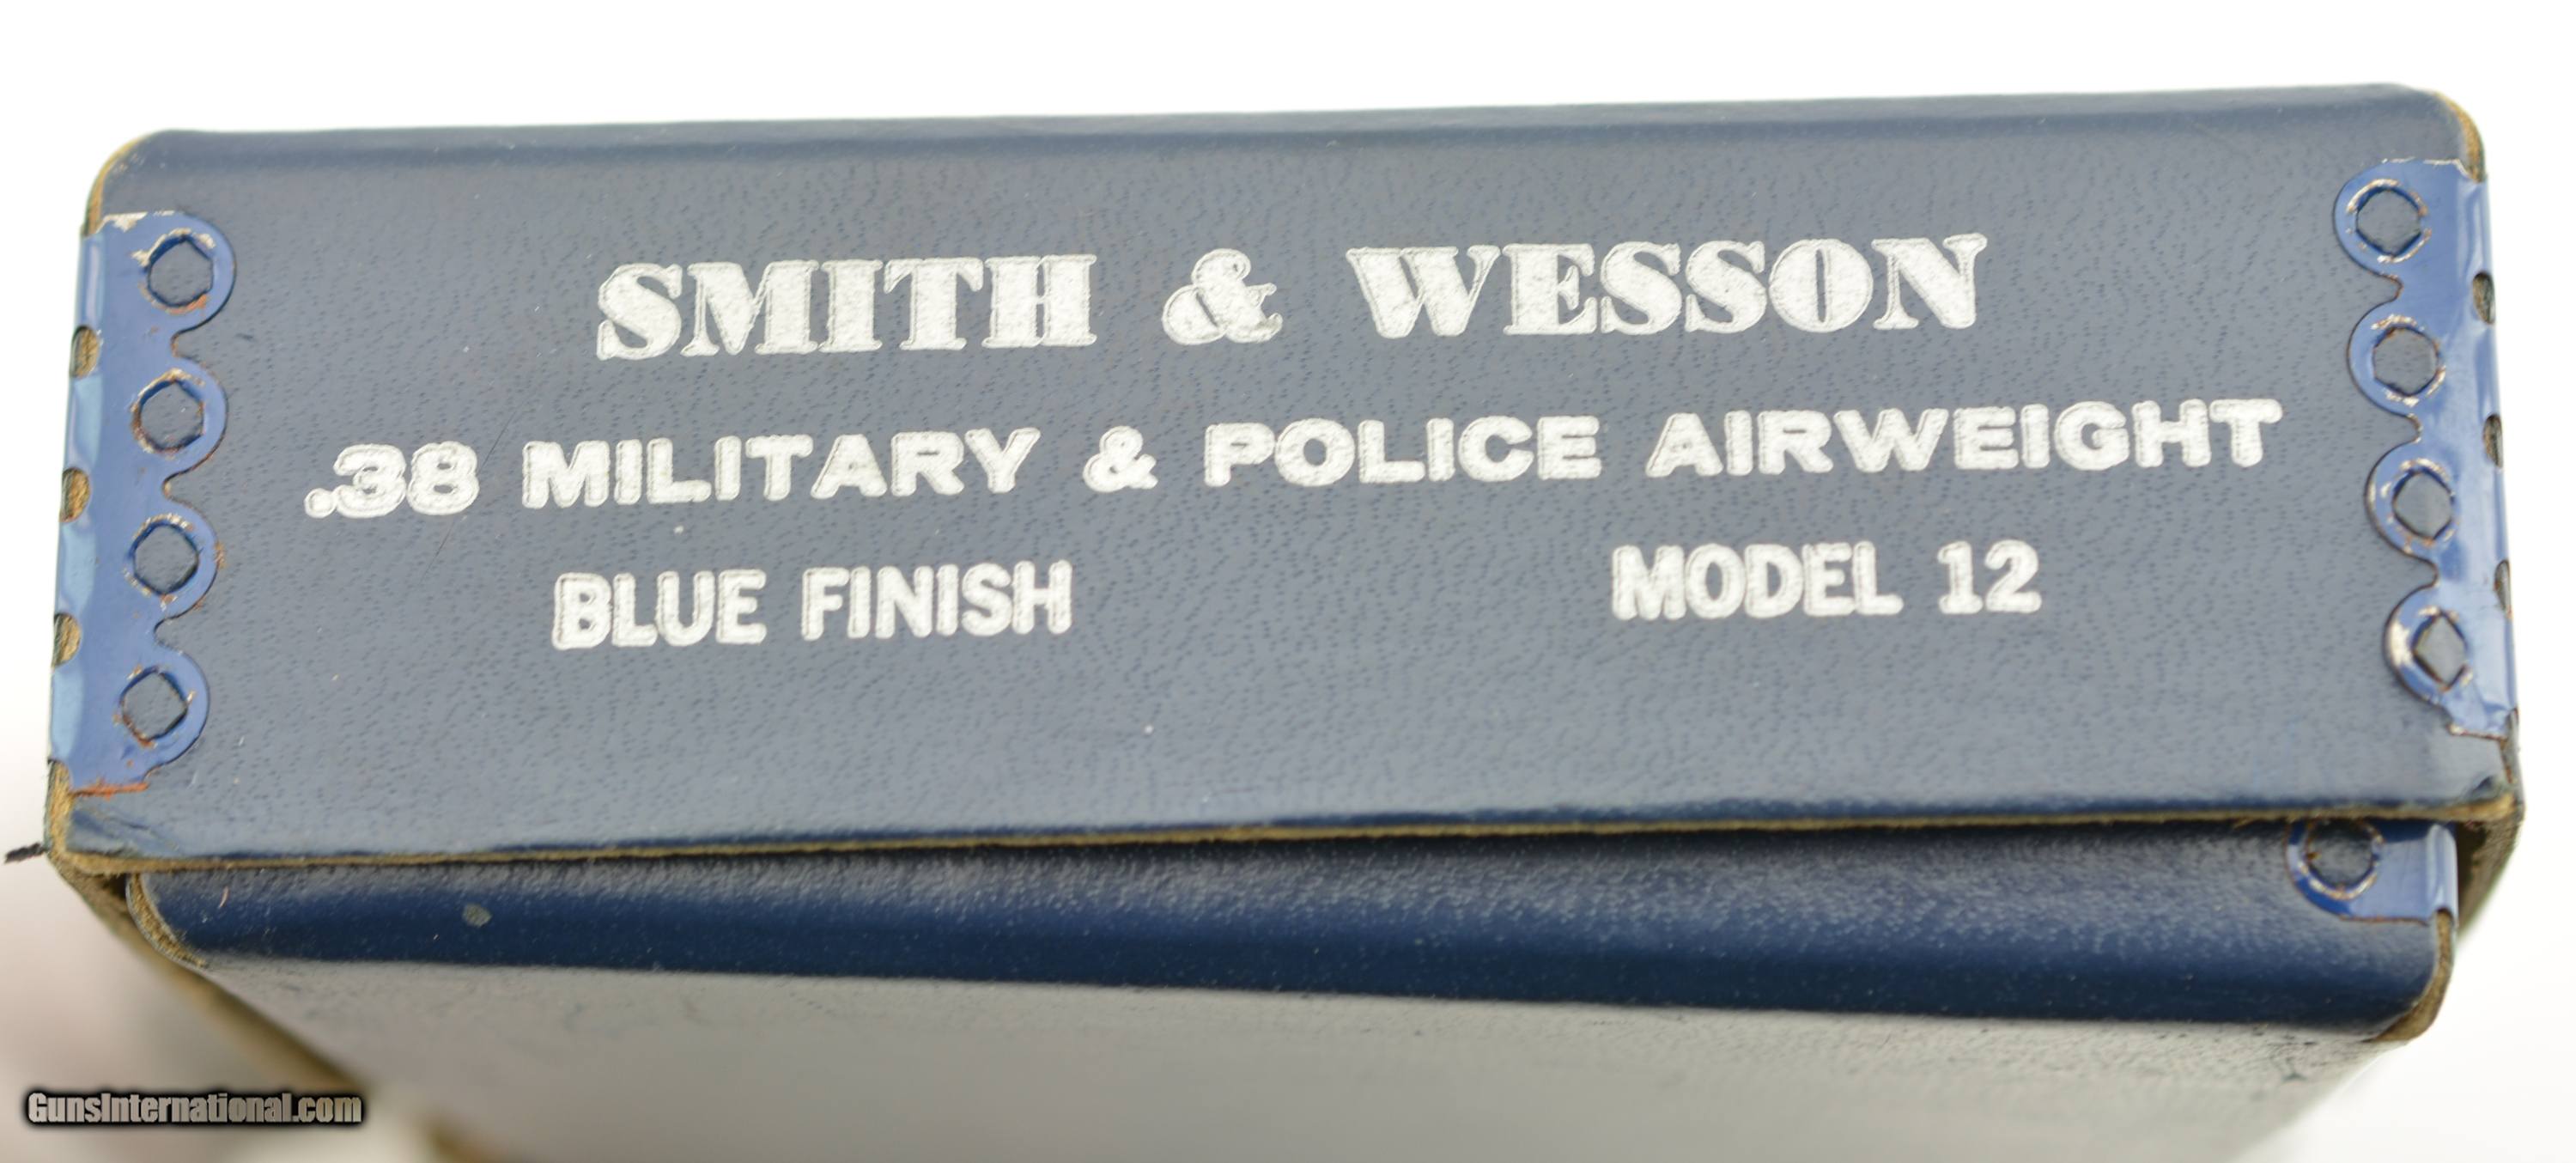 SMITH & WESSON
.38 MILITARY & POLICE AIRWEIGHT
BLUE FINISH MODEL 12
GunsInternational.com